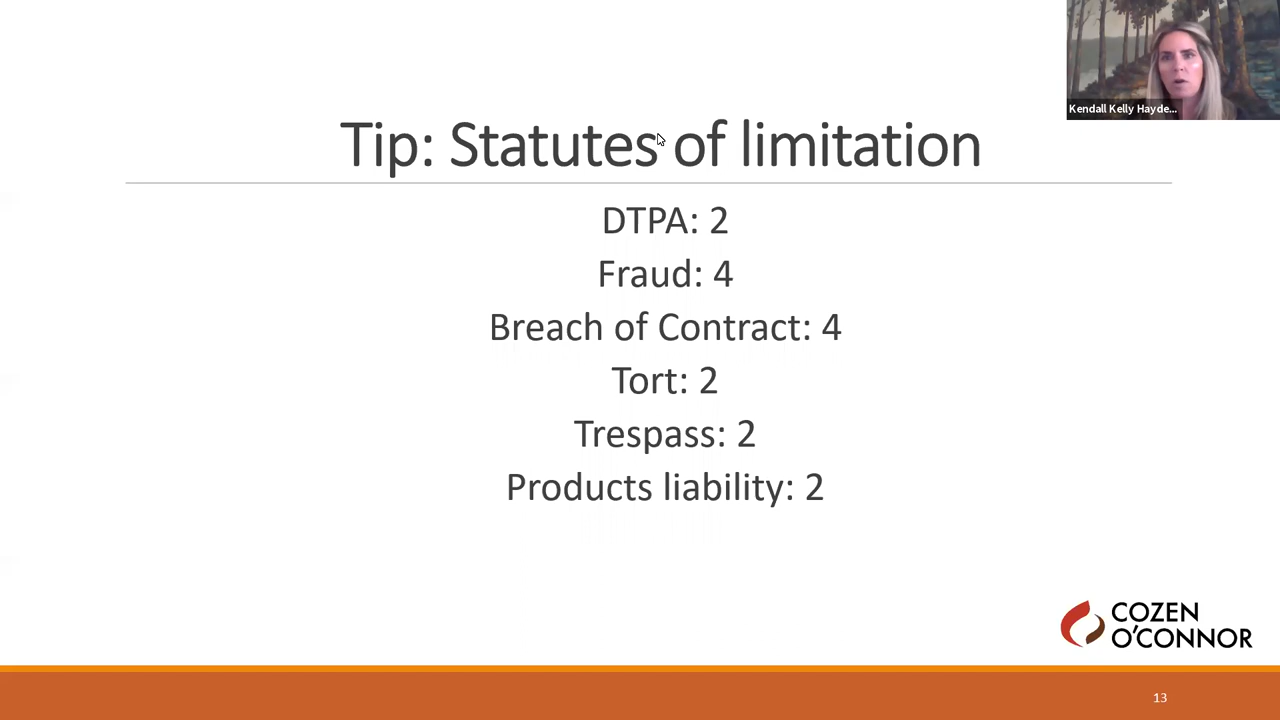 Kendall Kelly Hayde...
Tip: Statutes of limitation
DTPA: 2
Fraud: 4
Breach of Contract: 4
Tort: 2
Trespass: 2
Products liability: 2
COZEN
O'CONNOR
13